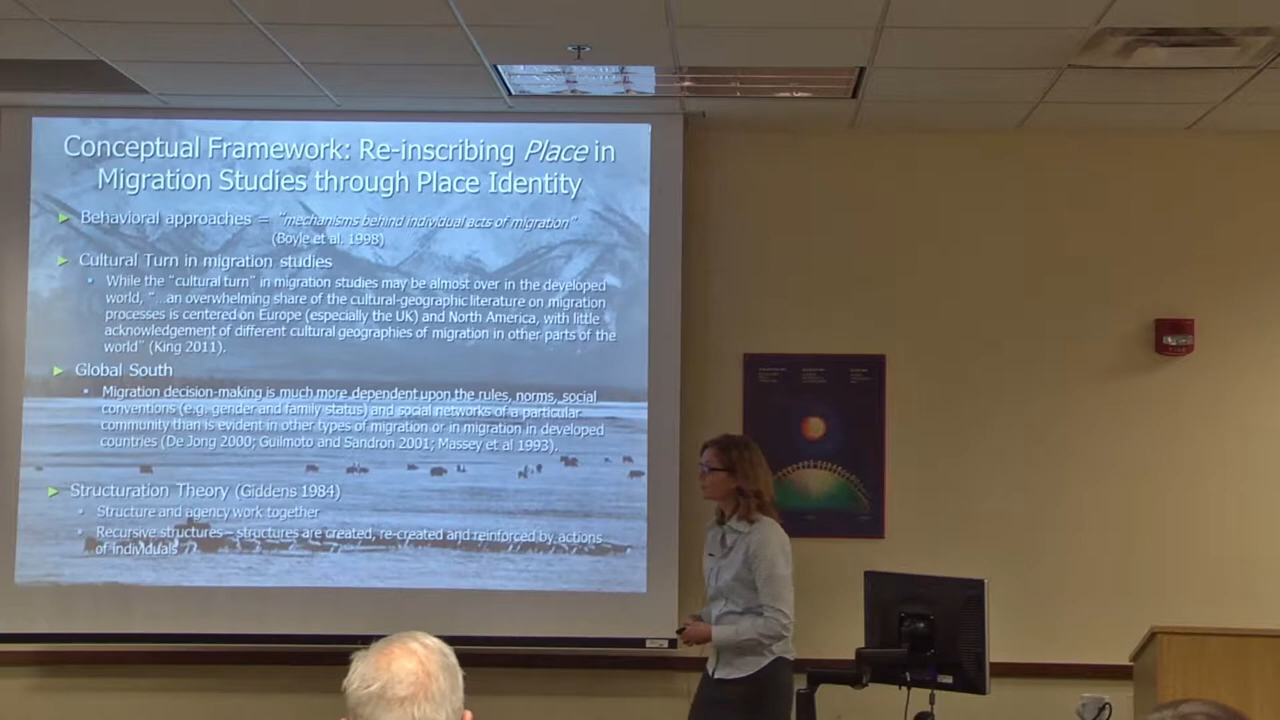 Conceptual Framework: Re-inscribing Place in
Migration Studies through Place Identity
Behavioral approaches = "mechanisms behind individual acts of migration"
(Boyle et al. 1998)
Cultural Turn in migration studies
While the "cultural turn" in migration studies may be almost over in the developed
world, "…an overwhelming share of the cultural-geographic literature on migration
processes is centered on Europe (especially the UK) and North America, with little
acknowledgement of different cultural geographies of migration in other parts of the
world" (King 2011).
Global South
Migration decision-making is much more dependent upon the rules, norms, social
conventions (e.g. gender and family status) and social networks of a particular
community than is evident in other types of migration or in migration in developed
countries (De Jong 2000; Guilmoto and Sandron 2001; Massey et al 1993).
Structuration Theory (Giddens 1984)
Structure and agency work together
Recursive structures – structures are created, re-created and reinforced by actions
of individuals
FIRE